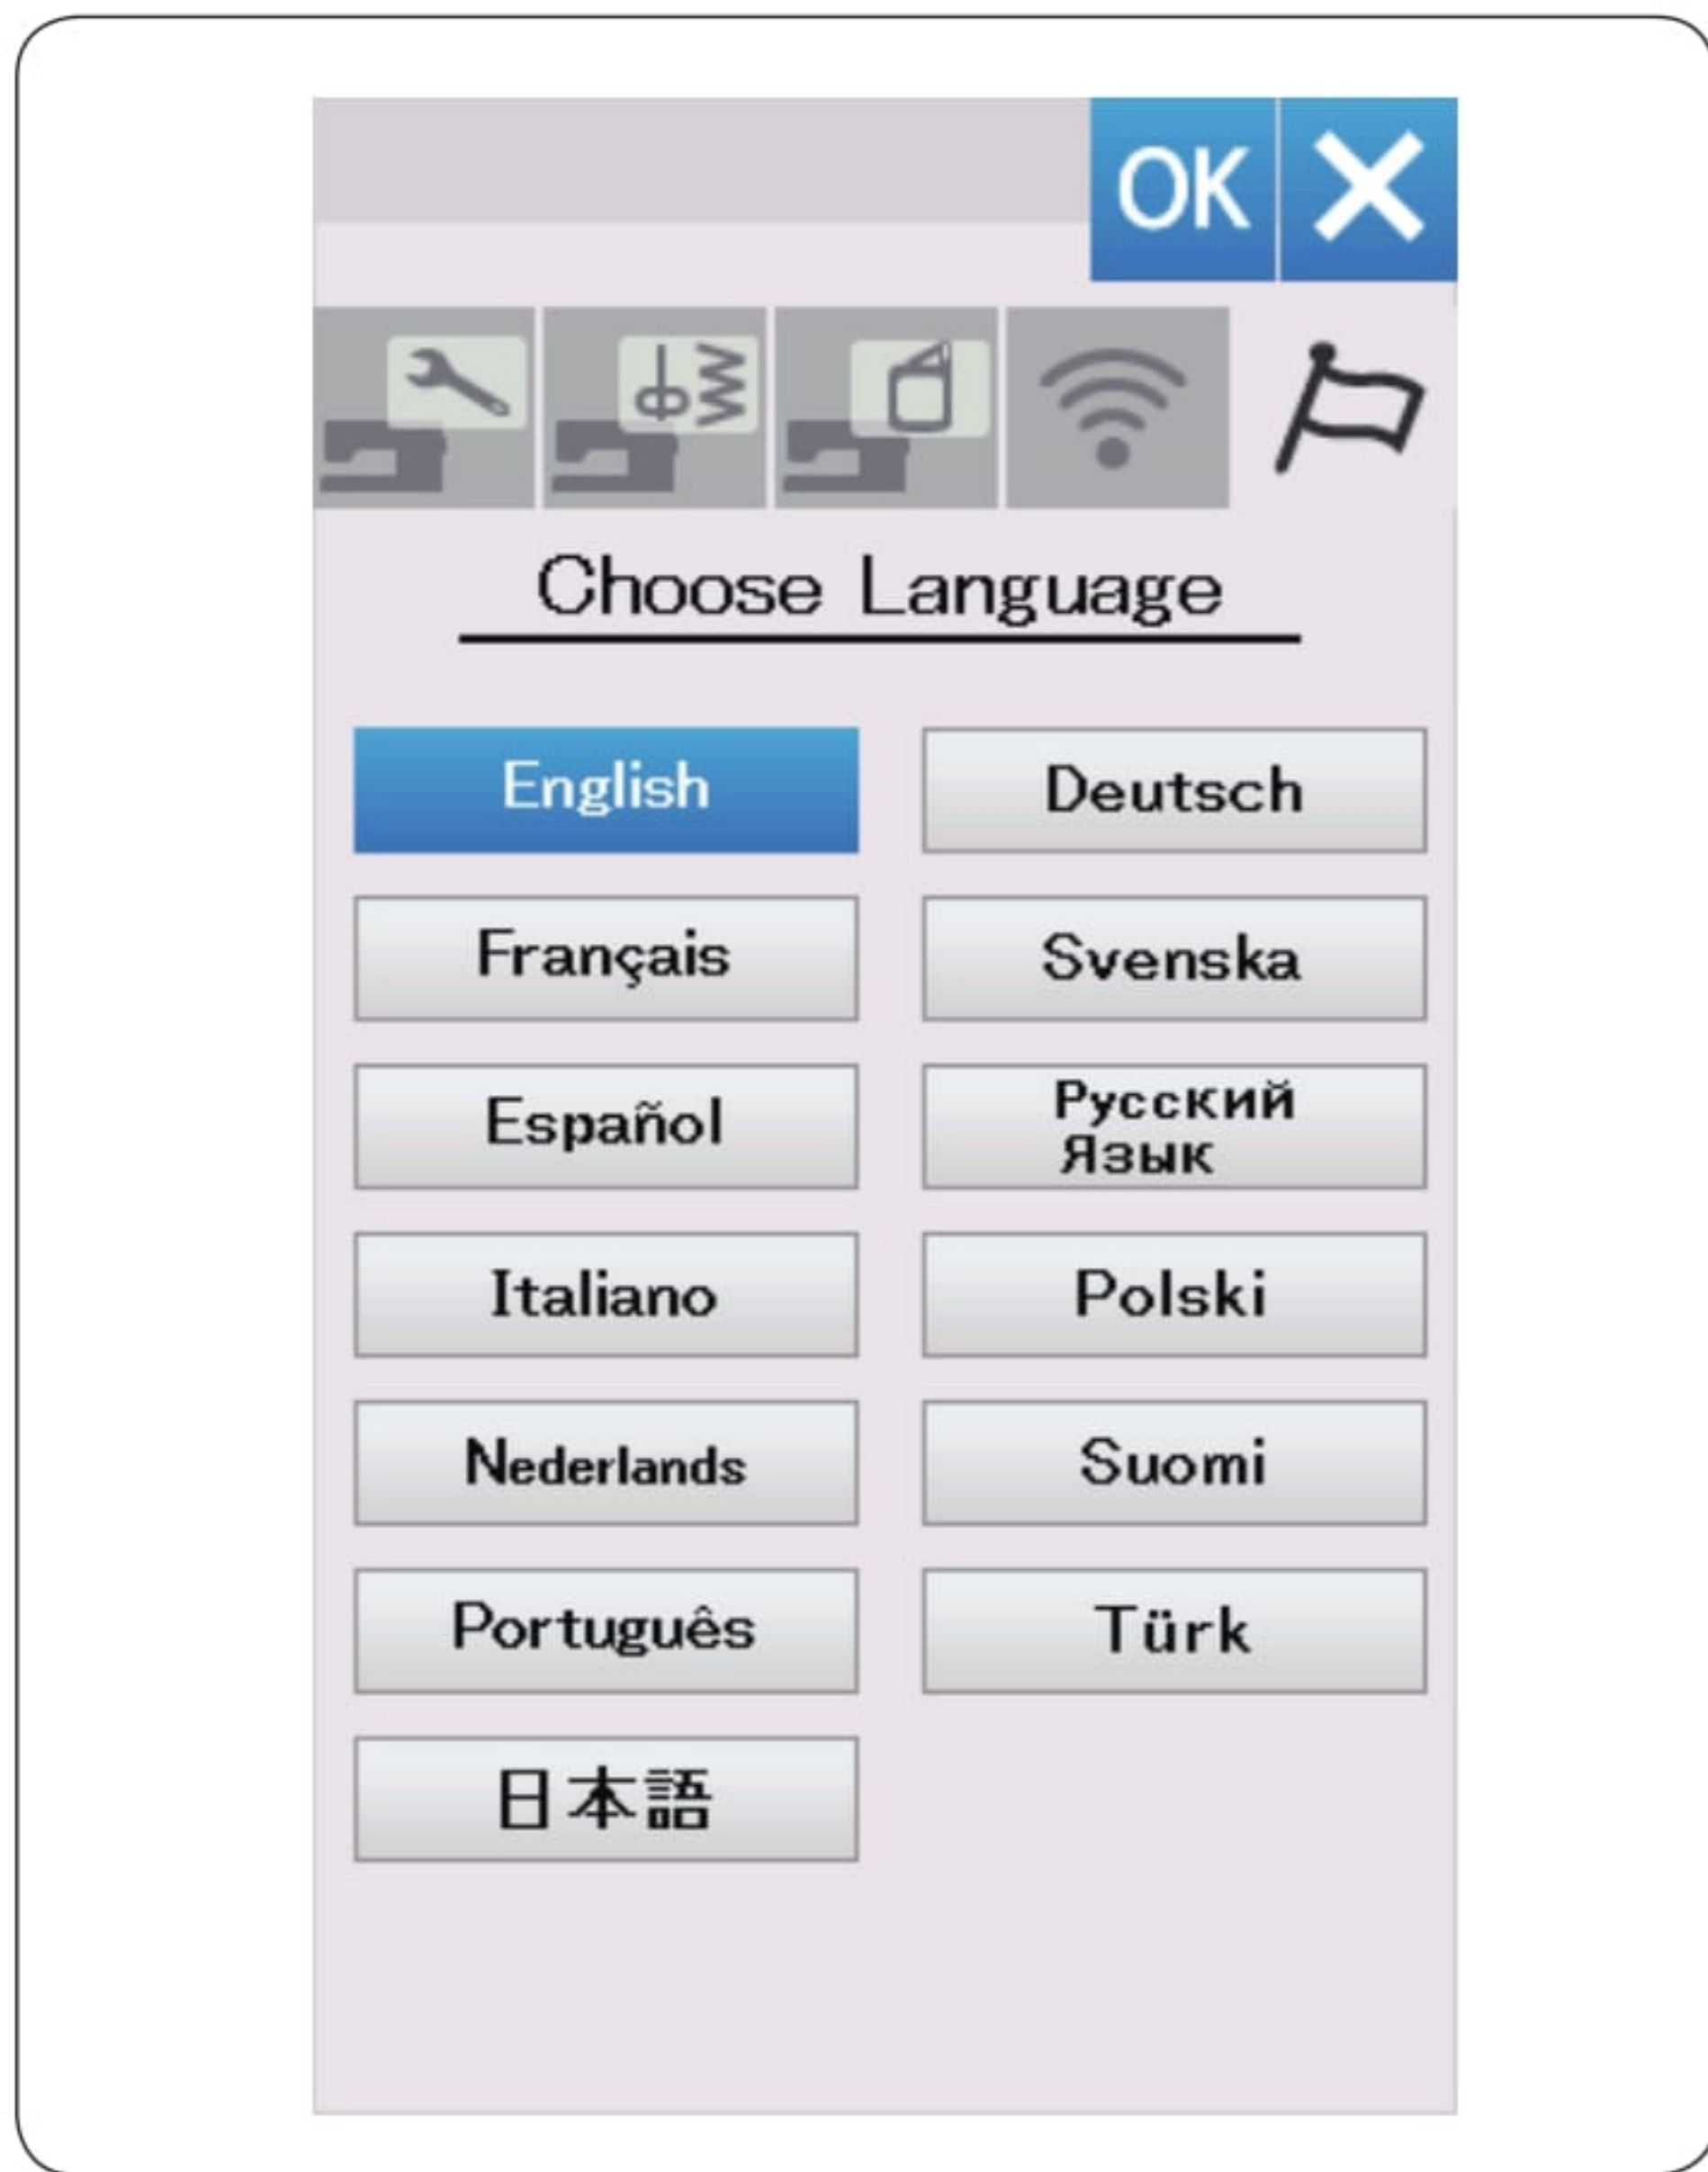 OK
Choose Language
English
Deutsch
Français
Svenska
Español
Русский
Язык
Italiano
Polski
Nederlands
Suomi
Português
Türk
日本語